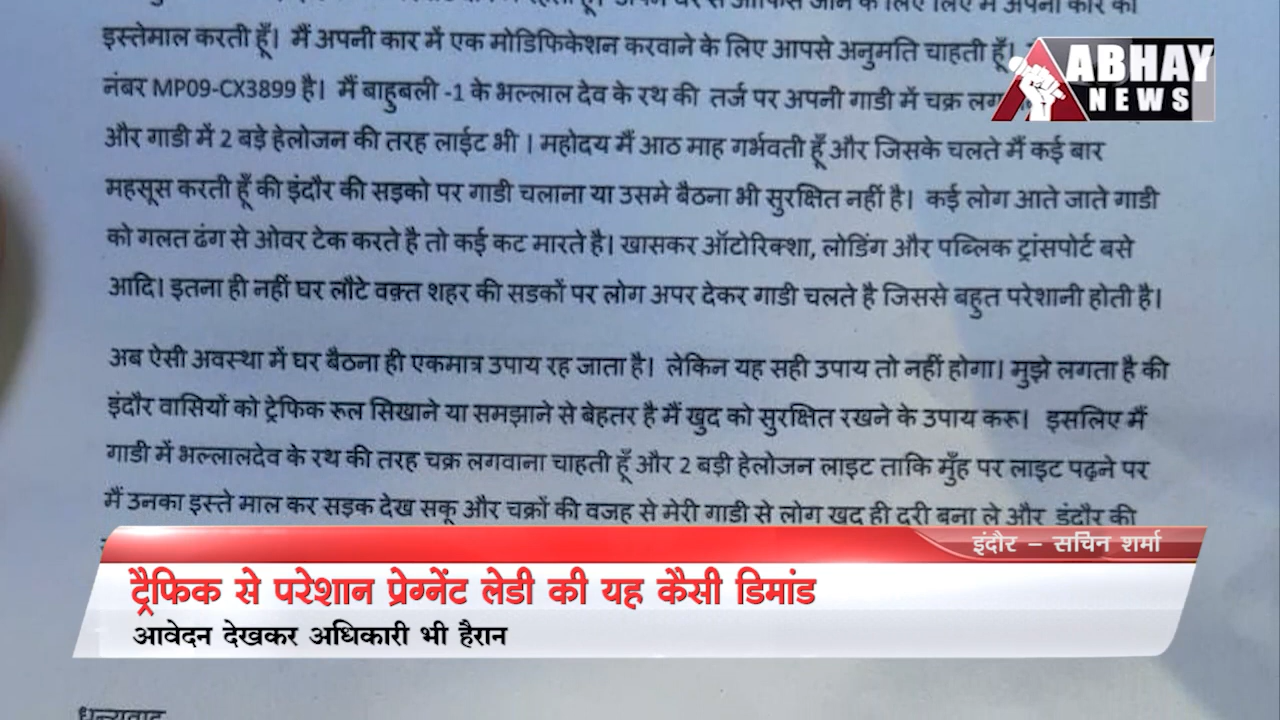 इस्तेमाल करती हूँ। मैं अपनी कार में एक मोडिफिकेशन करवाने के लिए आपसे अनुमति चाहती हूँ।
ABHAY
NEWS
नंबर MP09-CX3899 है। मैं बाहुबली -1 के भल्लाल देव के रथ की तर्ज पर अपनी गाडी में चक्र
और गाडी में 2 बड़े हेलोजन की तरह लाईट भी । महोदय मैं आठ माह गर्भवती हूँ और जिसके चलते मैं कई बार
महसूस करती हूँ की इंदौर की सड़को पर गाडी चलाना या उसमे बैठना भी सुरक्षित नहीं है। कई लोग आते जाते गाडी
को गलत ढंग से ओवर टेक करते है तो कई कट मारते है। खासकर ऑटोरिक्शा, लोडिंग और पब्लिक ट्रांसपोर्ट बसे
आदि। इतना ही नहीं घर लौटे वक़्त शहर की सडकों पर लोग अपर देकर गाडी चलते है जिससे बहुत परेशानी होती है।
अब ऐसी अवस्था में घर बैठना ही एकमात्र उपाय रह जाता है। लेकिन यह सही उपाय तो नहीं होगा। मुझे लगता है की
इंदौर वासियों को ट्रेफिक रूल सिखाने या समझाने से बेहतर है मैं खुद को सुरक्षित रखने के उपाय करू। इसलिए मैं
गाडी में भल्लालदेव के रथ की तरह चक्र लगवाना चाहती हूँ और 2 बड़ी हेलोजन लाइट ताकि मुँह पर लाइट पढ़ने पर
मैं उनका इस्ते माल कर सड़क देख सकू और चक्रों की वजह से मेरी गाडी से लोग खुद ही दूरी बना ले और इंदौर की
इंदौर – सचिन शर्मा
ट्रैफिक से परेशान प्रेग्नेंट लेडी की यह कैसी डिमांड
आवेदन देखकर अधिकारी भी हैरान
धन्यवाद